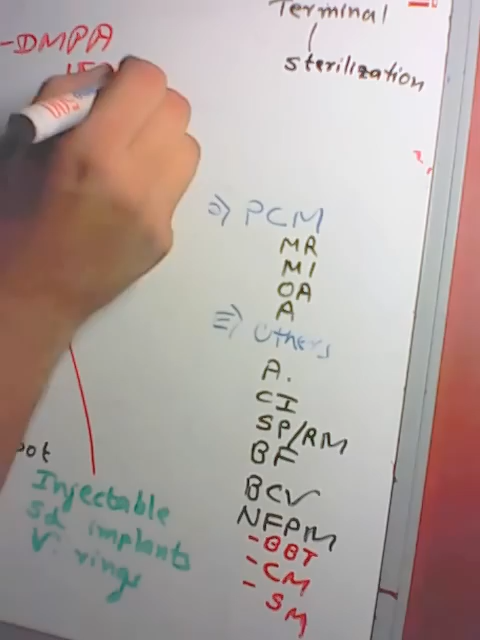 Terminal
sterilization
-DMPA
⇒ PCM
MR
MI
OA
A
⇒ Others
A.
CI
SP/RM
BF
BCV
NFPM
-BBT
-CM
-SM
Injectable
Sd implants
V. rings